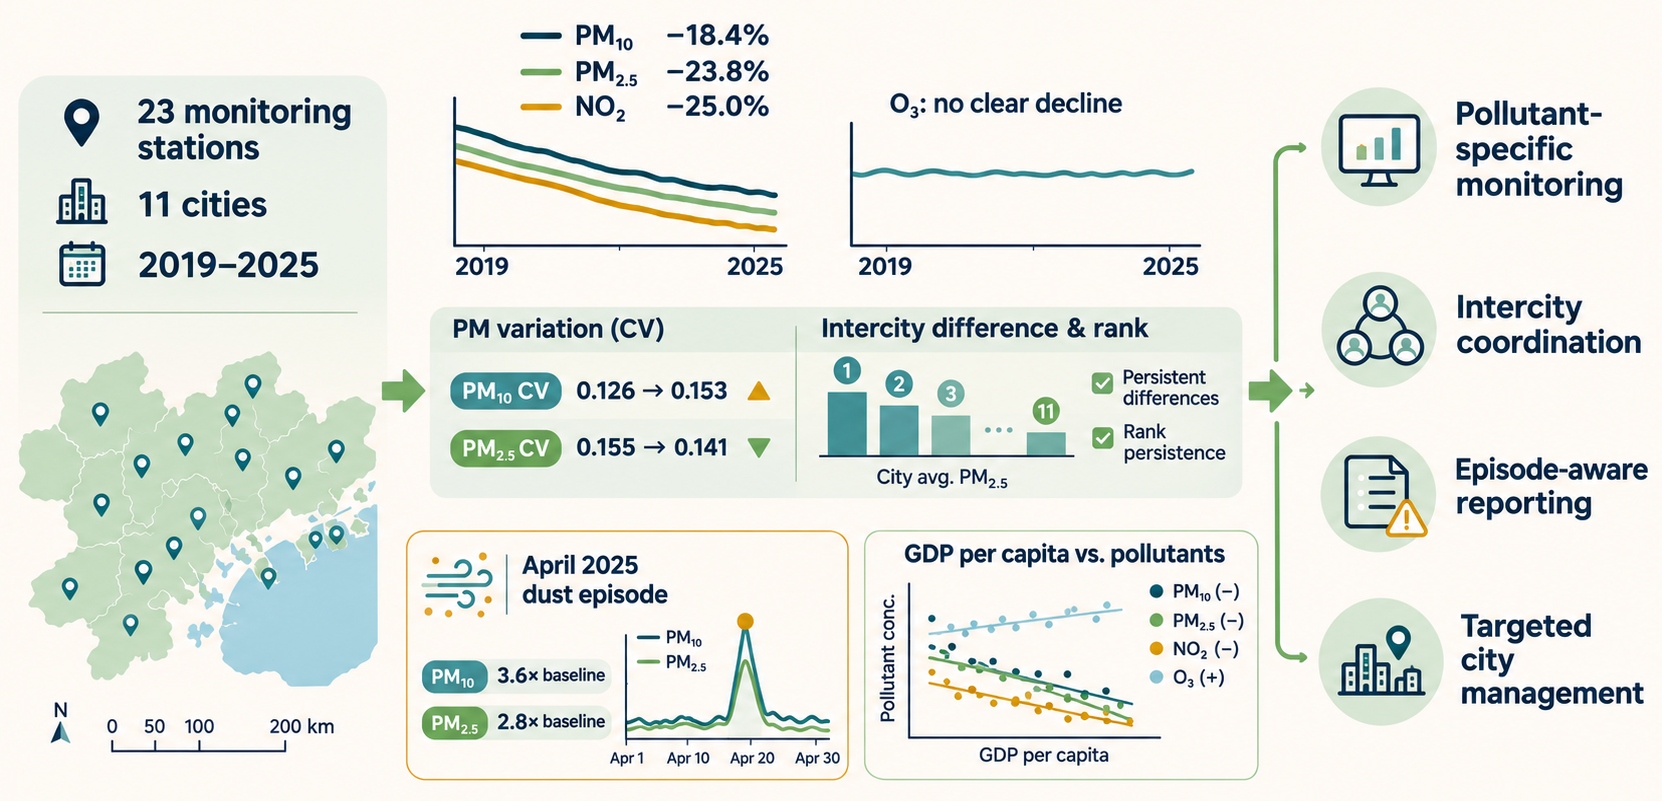 23 monitoring
stations
11 cities
2019–2025
N
0 50 100 200 km
PM10 −18.4%
PM2.5 −23.8%
NO2 −25.0%
2019 2025
O3: no clear decline
2019 2025
PM variation (CV)
PM10 CV 0.126 → 0.153
PM2.5 CV 0.155 → 0.141
Intercity difference & rank
1 2 3 ... 11
City avg. PM2.5
Persistent
differences
Rank
persistence
April 2025
dust episode
PM10 3.6× baseline
PM2.5 2.8× baseline
PM10
PM2.5
Apr 1 Apr 10 Apr 20 Apr 30
GDP per capita vs. pollutants
Pollutant conc.
PM10 (−)
PM2.5 (−)
NO2 (−)
O3 (+)
GDP per capita
Pollutant-
specific
monitoring
Intercity
coordination
Episode-aware
reporting
Targeted
city
management